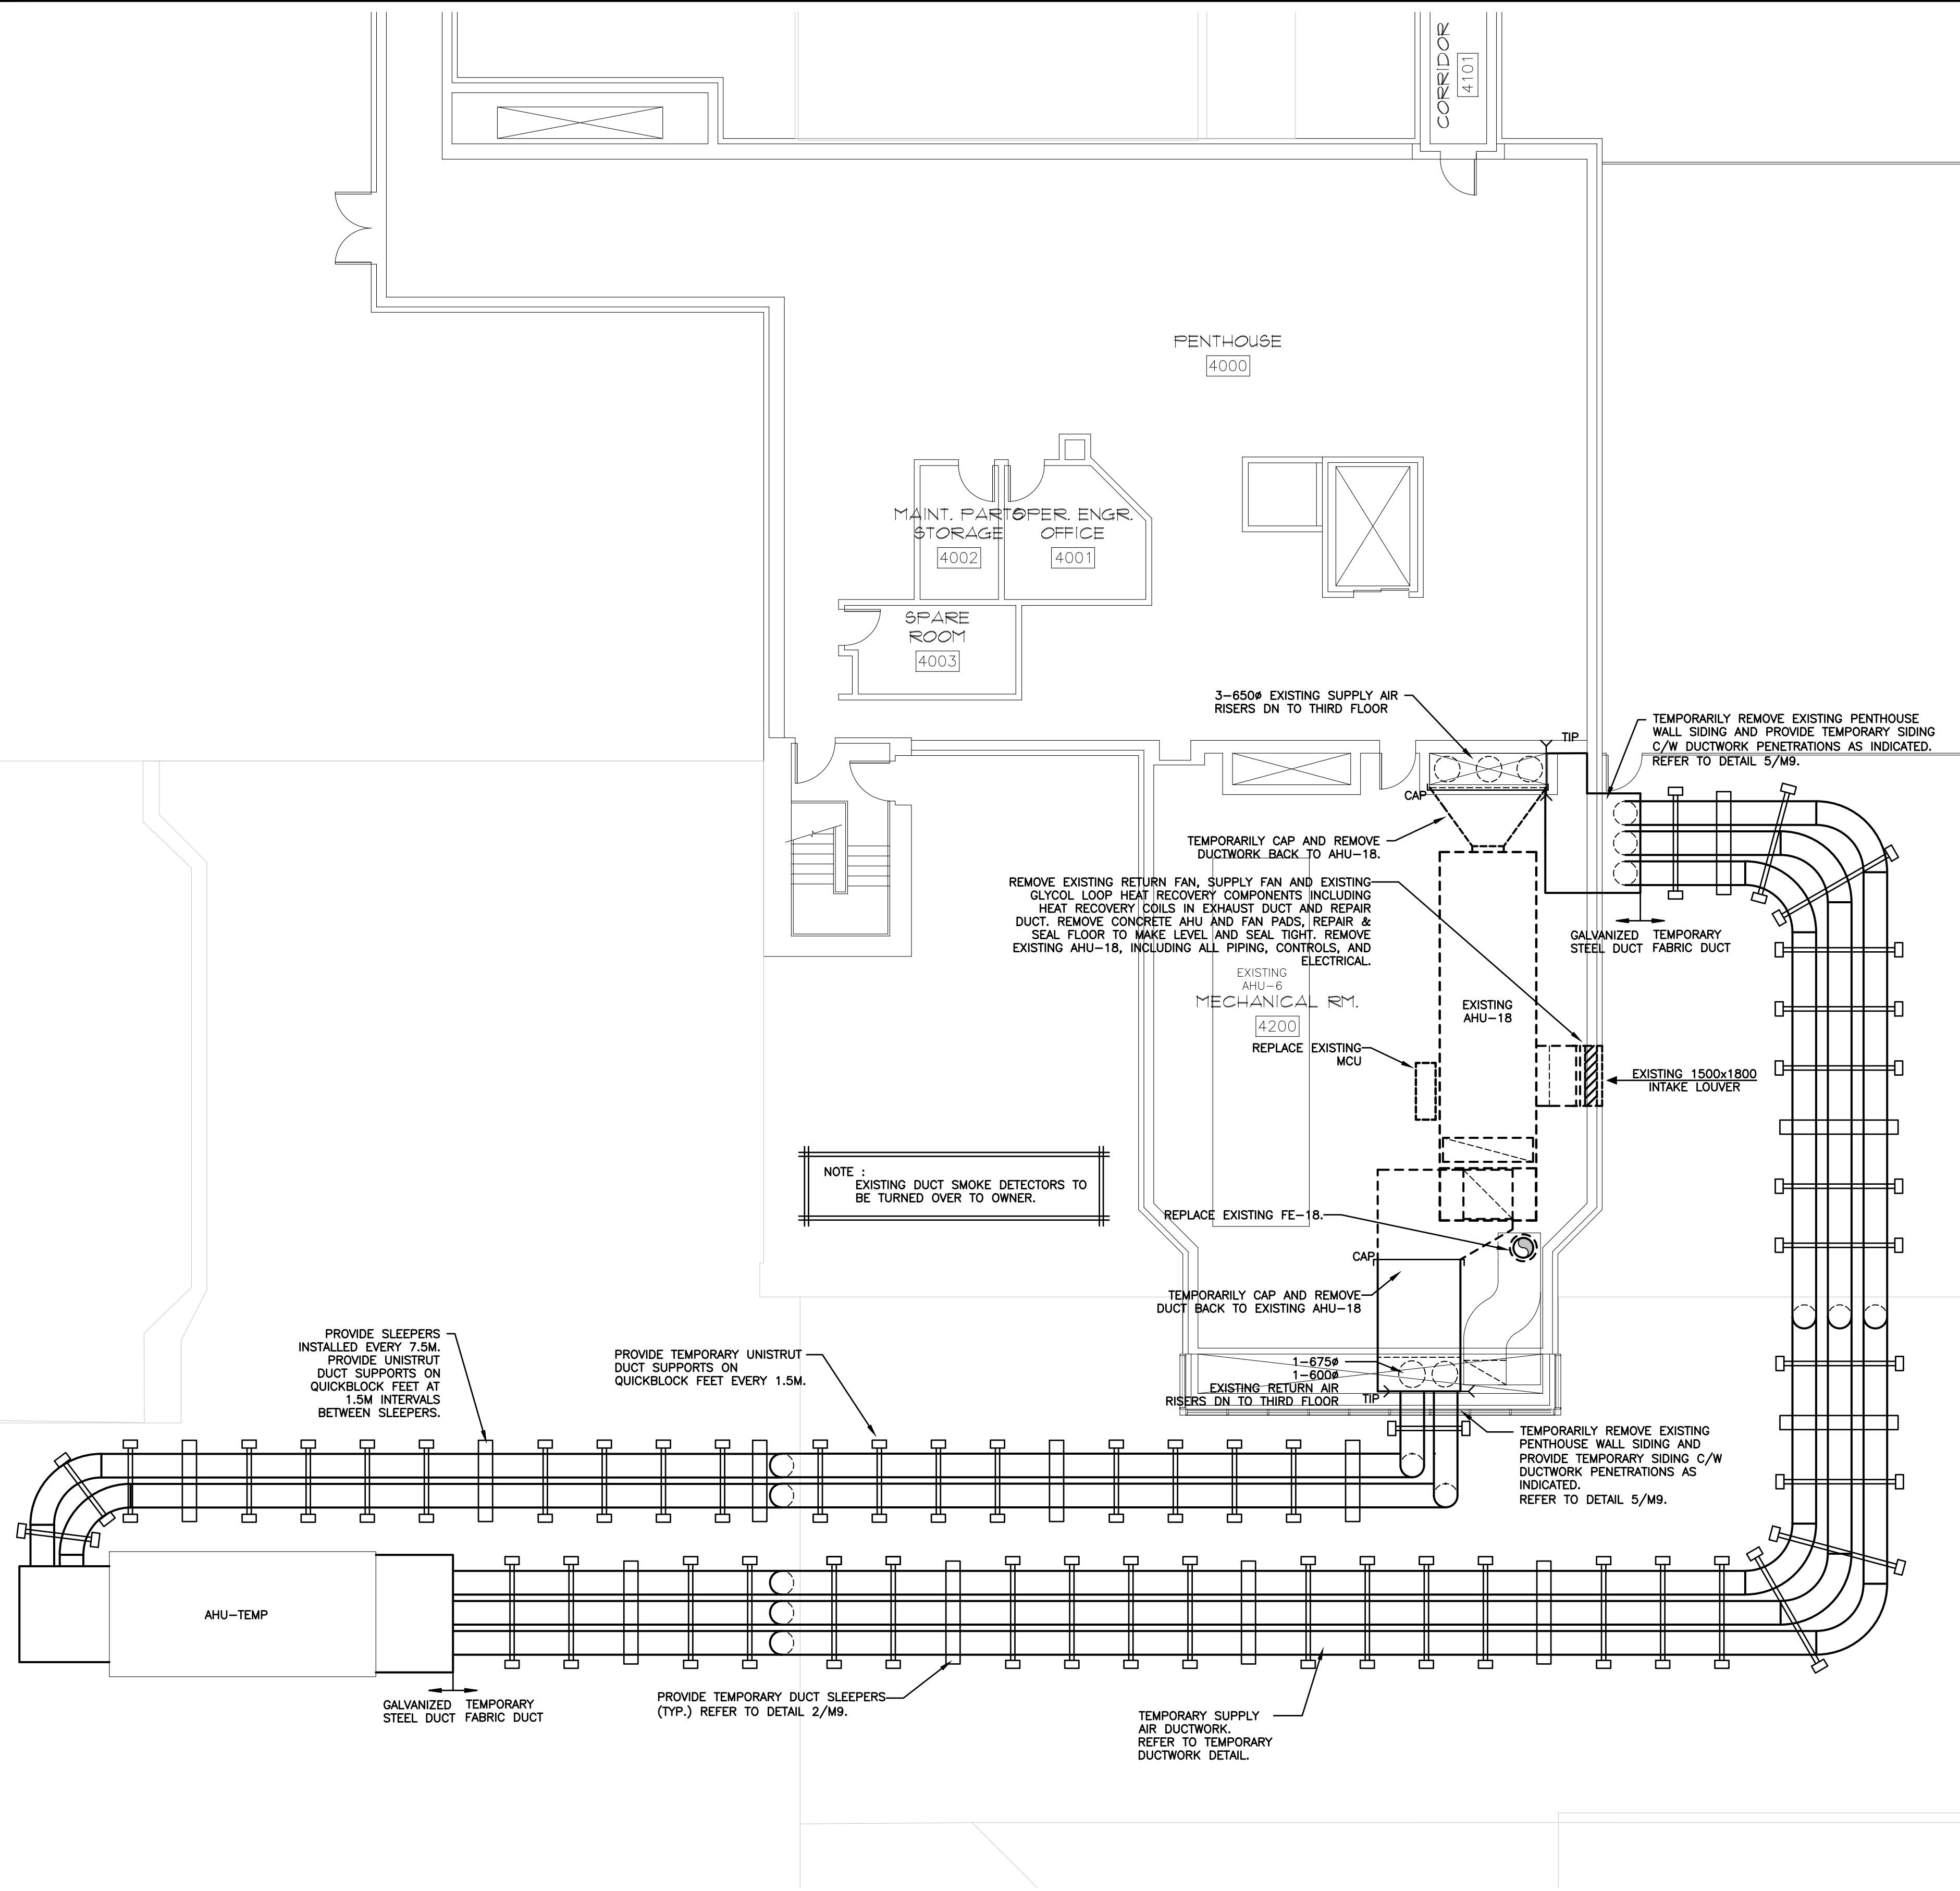 CORRIDOR
4101
PENTHOUSE
4000
MAINT. PARTS
STORAGE
4002
OPER. ENGR.
OFFICE
4001
SPARE
ROOM
4003
3-650ø EXISTING SUPPLY AIR
RISERS DN TO THIRD FLOOR
TIP
TEMPORARILY REMOVE EXISTING PENTHOUSE
WALL SIDING AND PROVIDE TEMPORARY SIDING
C/W DUCTWORK PENETRATIONS AS INDICATED.
REFER TO DETAIL 5/M9.
CAP
TEMPORARILY CAP AND REMOVE
DUCTWORK BACK TO AHU-18.
REMOVE EXISTING RETURN FAN, SUPPLY FAN AND EXISTING
GLYCOL LOOP HEAT RECOVERY COMPONENTS INCLUDING
HEAT RECOVERY COILS IN EXHAUST DUCT AND REPAIR
DUCT. REMOVE CONCRETE AHU AND FAN PADS, REPAIR &
SEAL FLOOR TO MAKE LEVEL AND SEAL TIGHT. REMOVE
EXISTING AHU-18, INCLUDING ALL PIPING, CONTROLS, AND
ELECTRICAL.
GALVANIZED
STEEL DUCT
TEMPORARY
FABRIC DUCT
EXISTING
AHU-6
MECHANICAL RM.
4200
EXISTING
AHU-18
REPLACE EXISTING
MCU
EXISTING 1500x1800
INTAKE LOUVER
NOTE :
EXISTING DUCT SMOKE DETECTORS TO
BE TURNED OVER TO OWNER.
REPLACE EXISTING FE-18.
CAP
TEMPORARILY CAP AND REMOVE
DUCT BACK TO EXISTING AHU-18
PROVIDE SLEEPERS
INSTALLED EVERY 7.5M.
PROVIDE UNISTRUT
DUCT SUPPORTS ON
QUICKBLOCK FEET AT
1.5M INTERVALS
BETWEEN SLEEPERS.
PROVIDE TEMPORARY UNISTRUT
DUCT SUPPORTS ON
QUICKBLOCK FEET EVERY 1.5M.
1-675ø
1-600ø
EXISTING RETURN AIR
RISERS DN TO THIRD FLOOR
TIP
TEMPORARILY REMOVE EXISTING
PENTHOUSE WALL SIDING AND
PROVIDE TEMPORARY SIDING C/W
DUCTWORK PENETRATIONS AS
INDICATED.
REFER TO DETAIL 5/M9.
AHU-TEMP
GALVANIZED
STEEL DUCT
TEMPORARY
FABRIC DUCT
PROVIDE TEMPORARY DUCT SLEEPERS
(TYP.) REFER TO DETAIL 2/M9.
TEMPORARY SUPPLY
AIR DUCTWORK.
REFER TO TEMPORARY
DUCTWORK DETAIL.